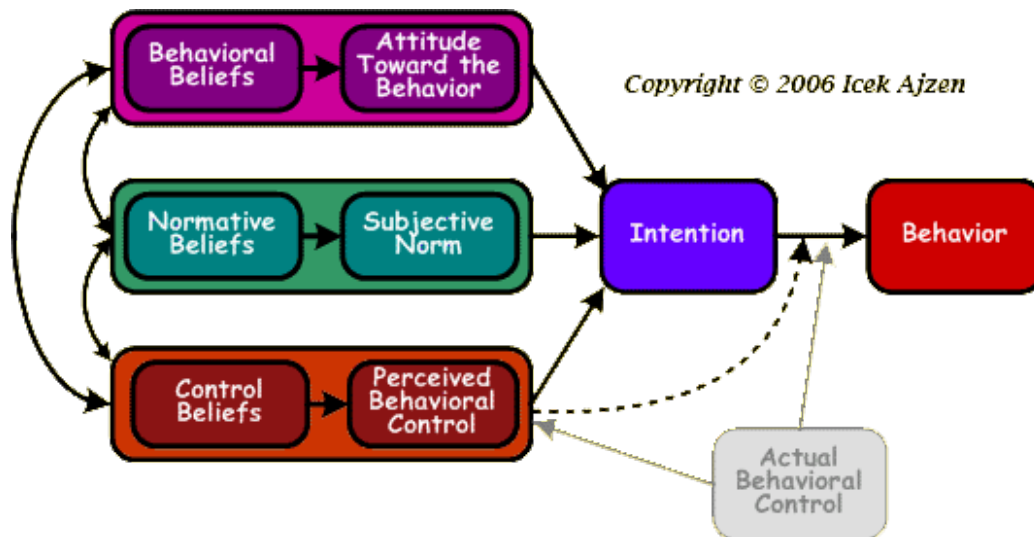 Behavioral
Beliefs
Attitude
Toward the
Behavior
Copyright © 2006 Icek Ajzen
Normative
Beliefs
Subjective
Norm
Intention
Behavior
Control
Beliefs
Perceived
Behavioral
Control
Actual
Behavioral
Control